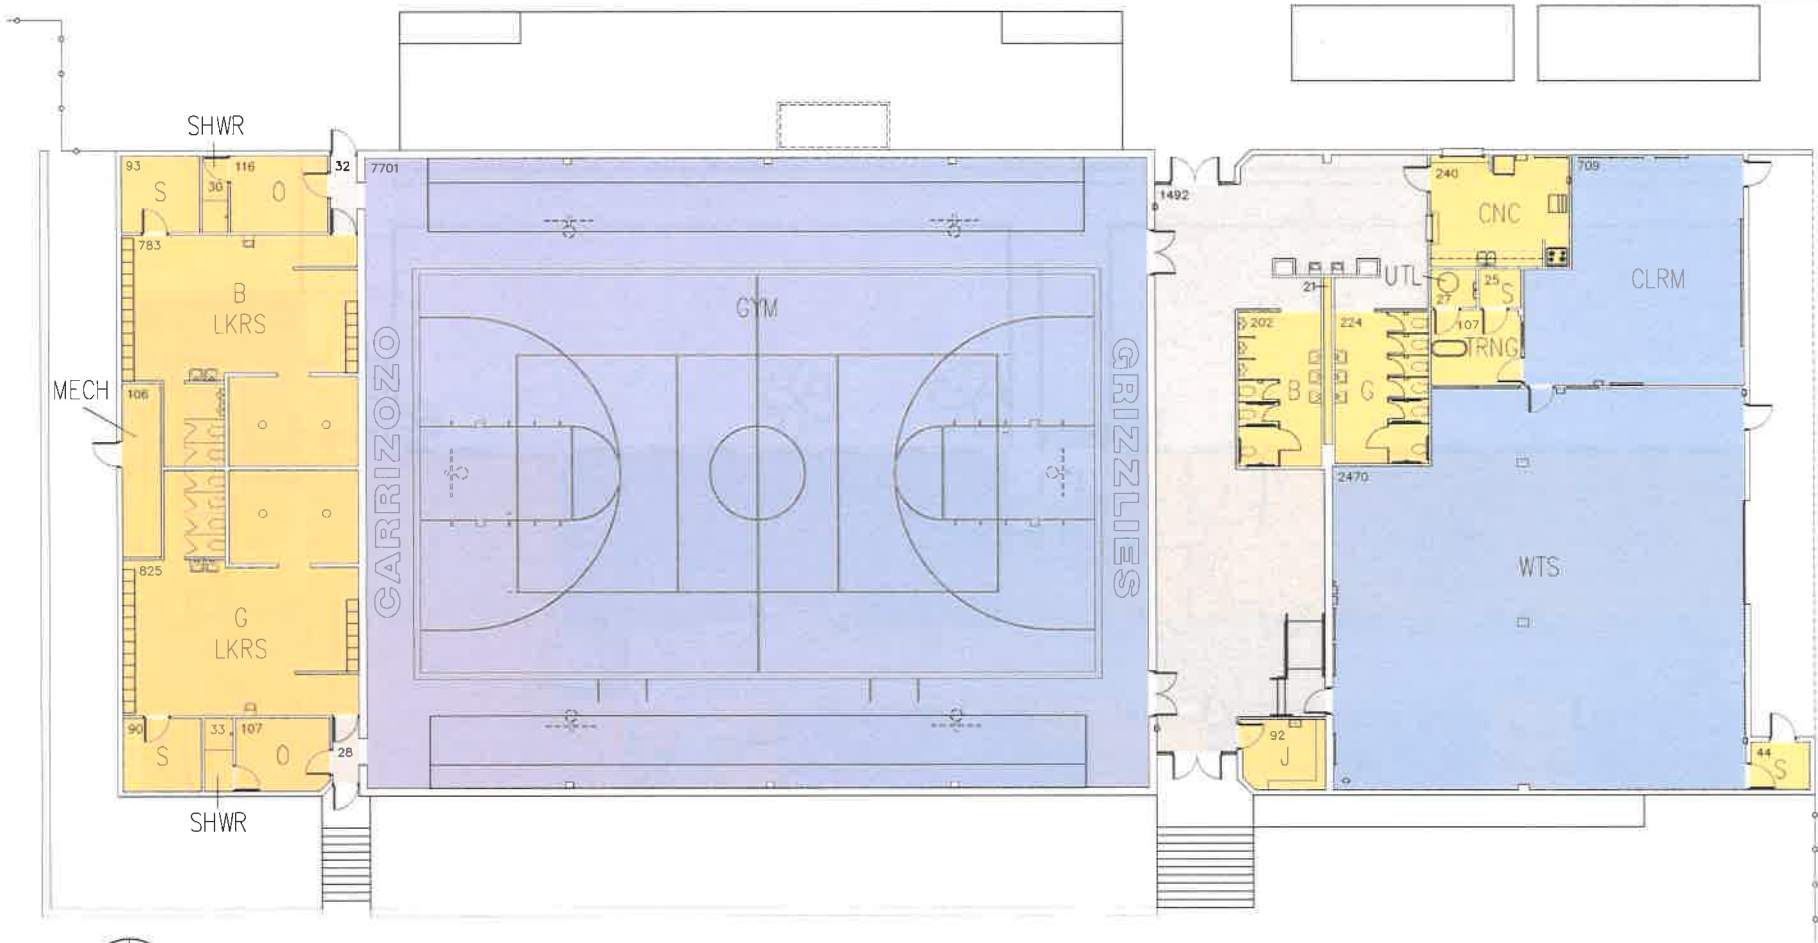 SHWR
93
S
30
116
O
32
7701
1492
240
CNC
709
CLRM
783
B
LKRS
GYM
UTL
27
25
S
21
202
B
224
G
107
TRNG
MECH
106
CARRIZOZO
GRIZZLIES
2470
WTS
825
G
LKRS
90
S
33
107
O
28
92
J
44
S
SHWR